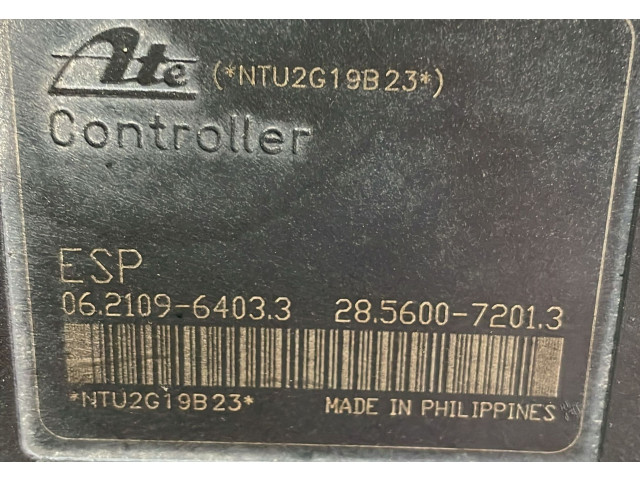 Ate (*NTU2G19B23*)
Controller
ESP
06.2109-6403.3 28.5600-7201.3
*NTU2G19B23* MADE IN PHILIPPINES